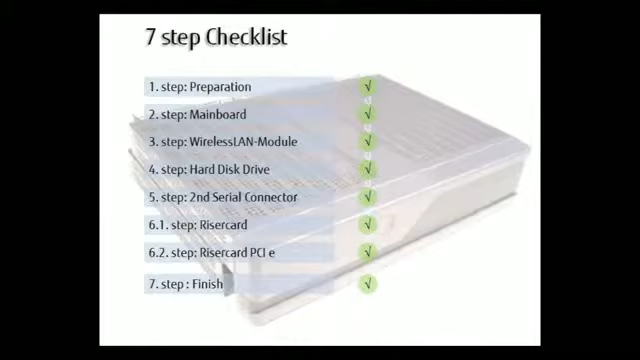 7 step Checklist
1. step: Preparation √
2. step: Mainboard √
3. step: WirelessLAN-Module √
4. step: Hard Disk Drive √
5. step: 2nd Serial Connector √
6.1. step: Risercard √
6.2. step: Risercard PCI e √
7. step : Finish √